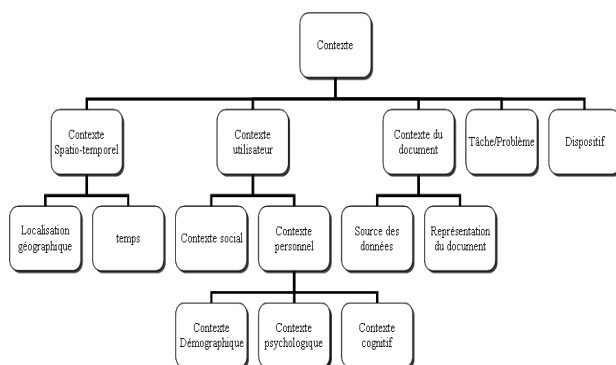 Contexte
Contexte
Spatio-temporel
Contexte
utilisateur
Contexte du
document
Tâche/Problème
Dispositif
Localisation
géographique
temps
Contexte social
Contexte
personnel
Source des
données
Représentation
du document
Contexte
Démographique
Contexte
psychologique
Contexte
cognitif